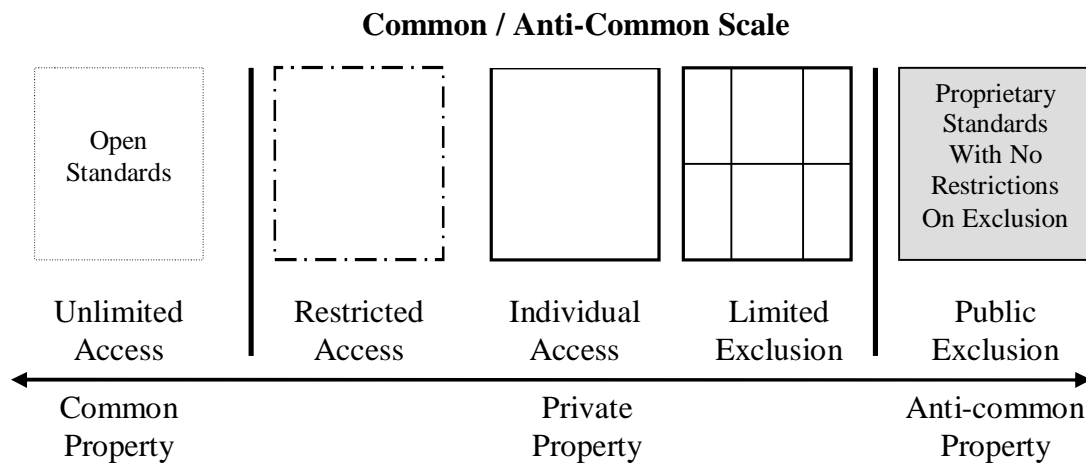 Common / Anti-Common Scale
Open
Standards
Proprietary
Standards
With No
Restrictions
On Exclusion
Unlimited
Access
Restricted
Access
Individual
Access
Limited
Exclusion
Public
Exclusion
Common
Property
Private
Property
Anti-common
Property